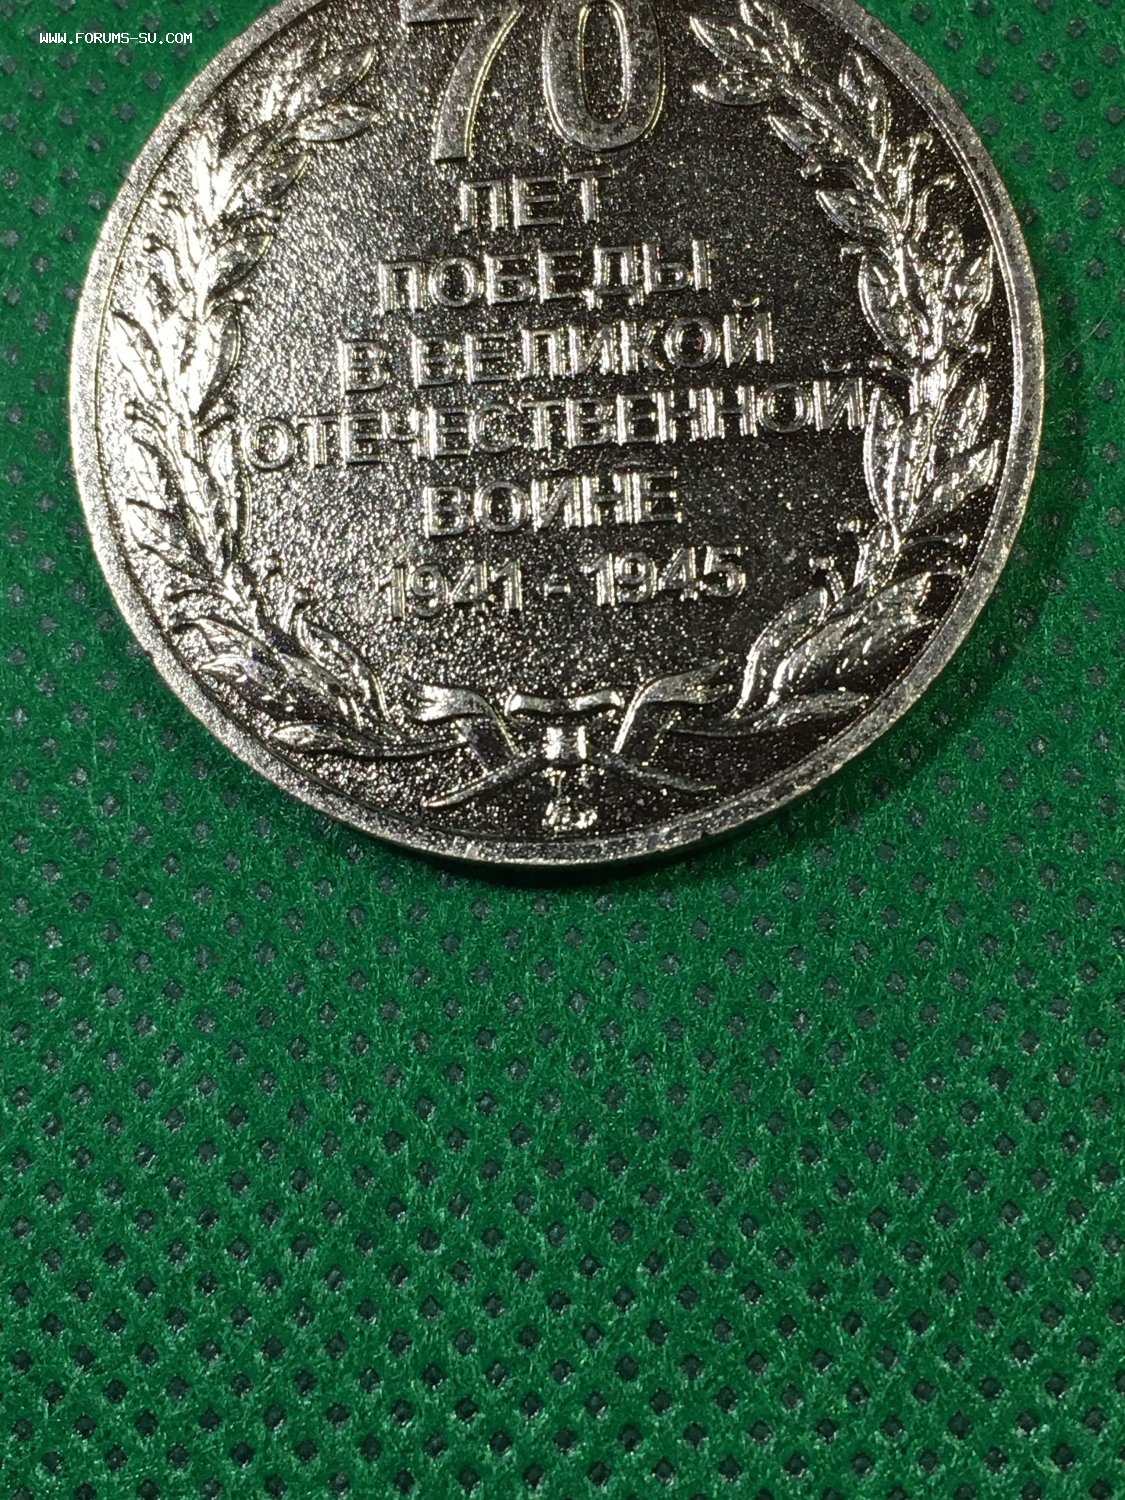 WWW.FORUMS-SU.COM
70
ЛЕТ
ПОБЕДЫ
В ВЕЛИКОЙ
ОТЕЧЕСТВЕННОЙ
ВОЙНЕ
1941-1945